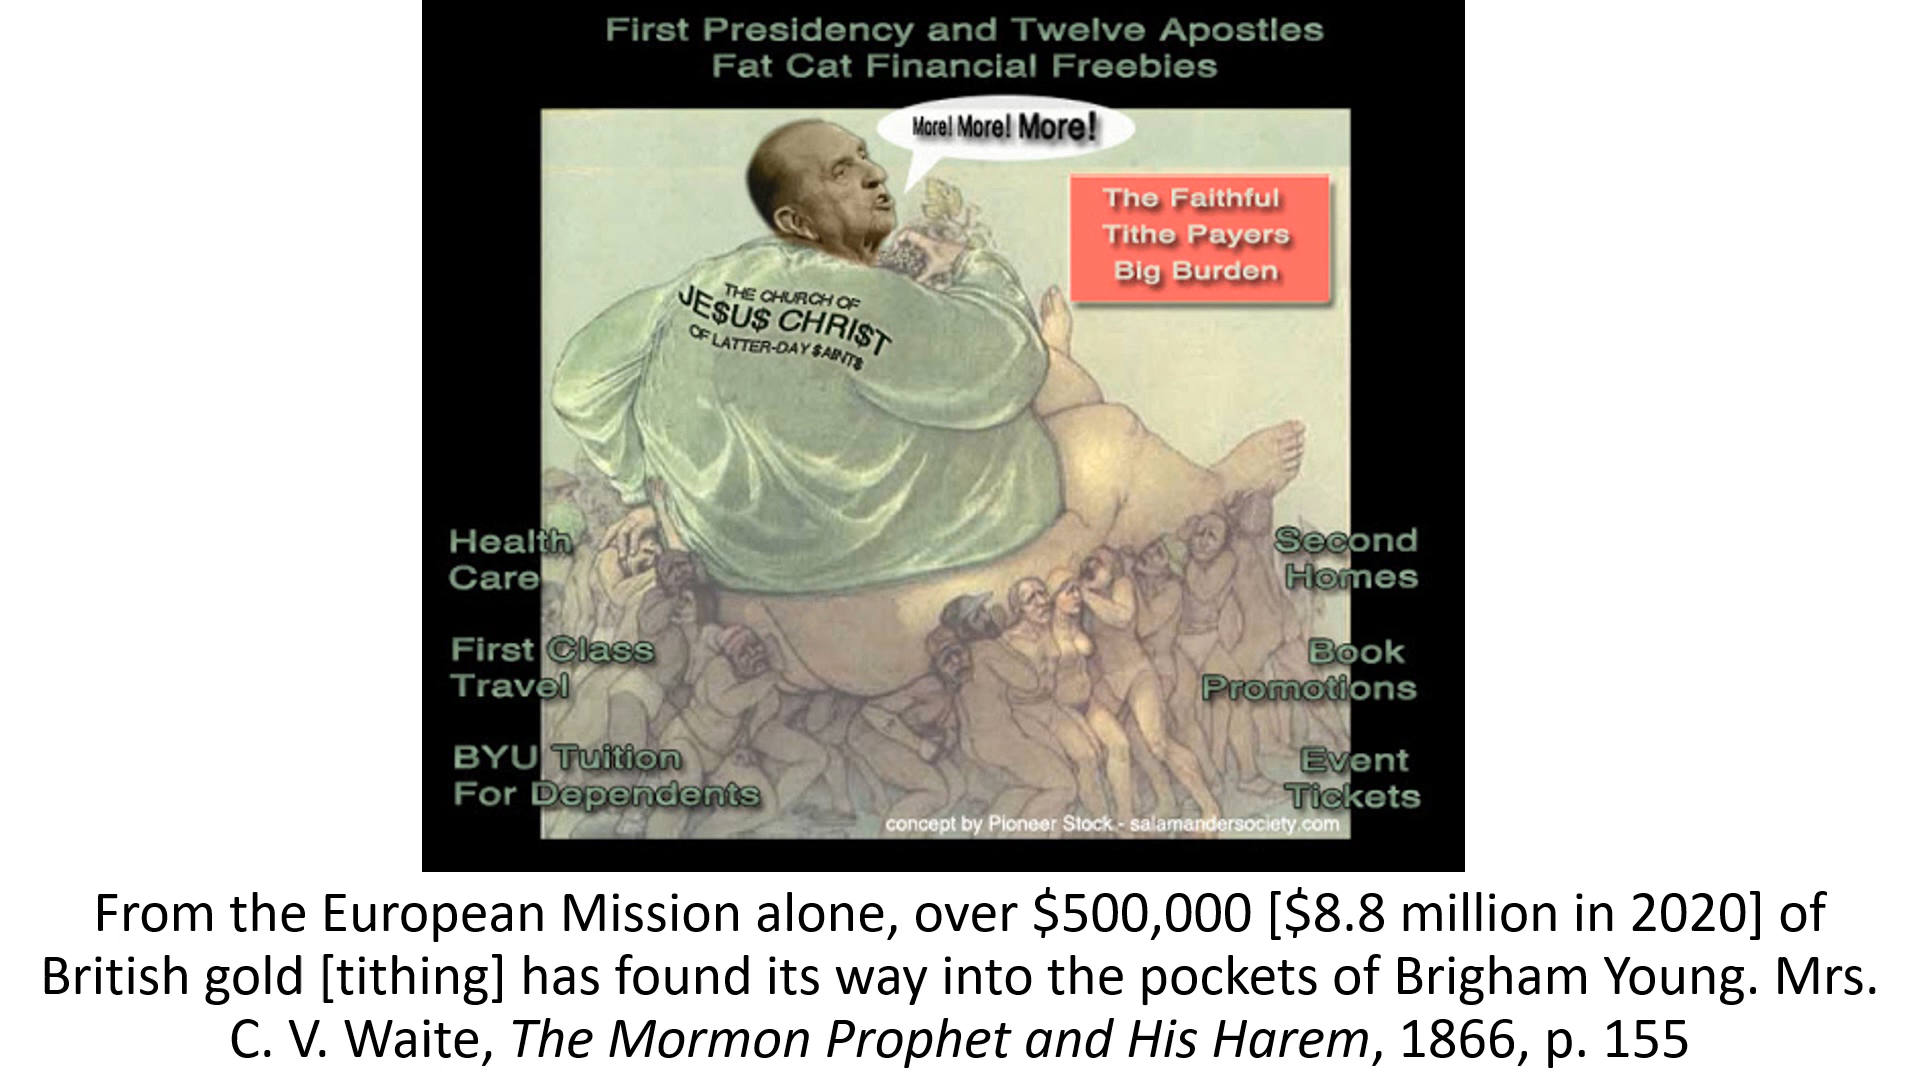 First Presidency and Twelve Apostles
Fat Cat Financial Freebies
More! More! More!
The Faithful
Tithe Payers
Big Burden
THE CHURCH OF
JE$U$ CHRI$T
OF LATTER-DAY $AINT$
Health
Care
First Class
Travel
BYU Tuition
For Dependents
Second
Homes
Book
Promotions
Event
Tickets
concept by Pioneer Stock - salamandersociety.com
From the European Mission alone, over $500,000 [$8.8 million in 2020] of
British gold [tithing] has found its way into the pockets of Brigham Young. Mrs.
C. V. Waite, The Mormon Prophet and His Harem, 1866, p. 155